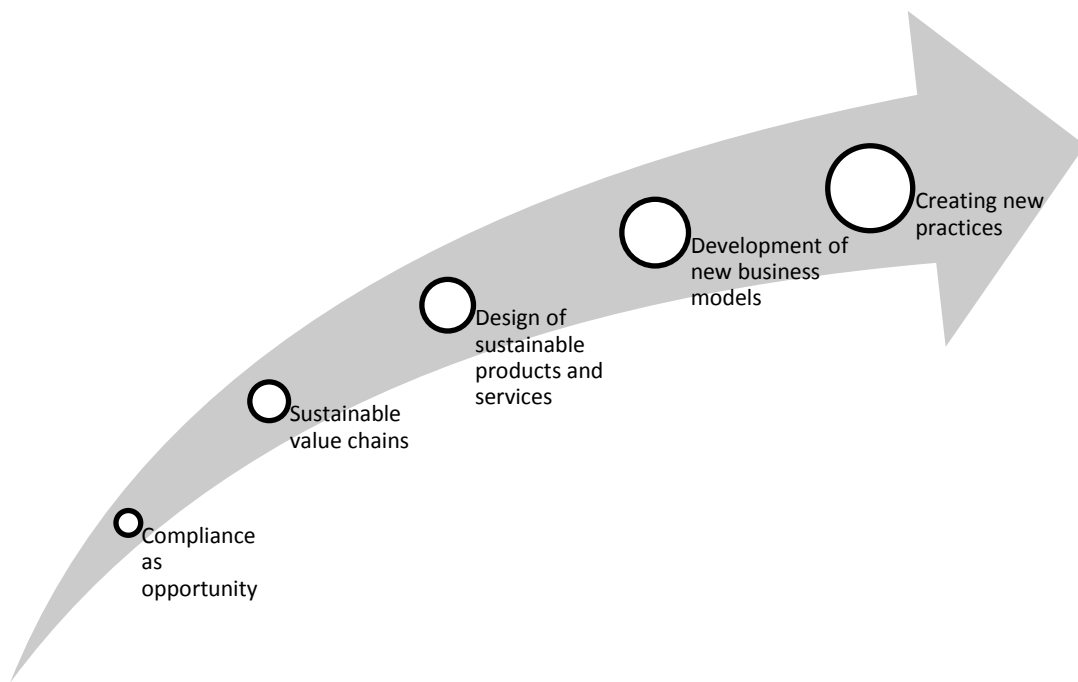 Creating new
practices
Development of
new business
models
Design of
sustainable
products and
services
Sustainable
value chains
Compliance
as
opportunity